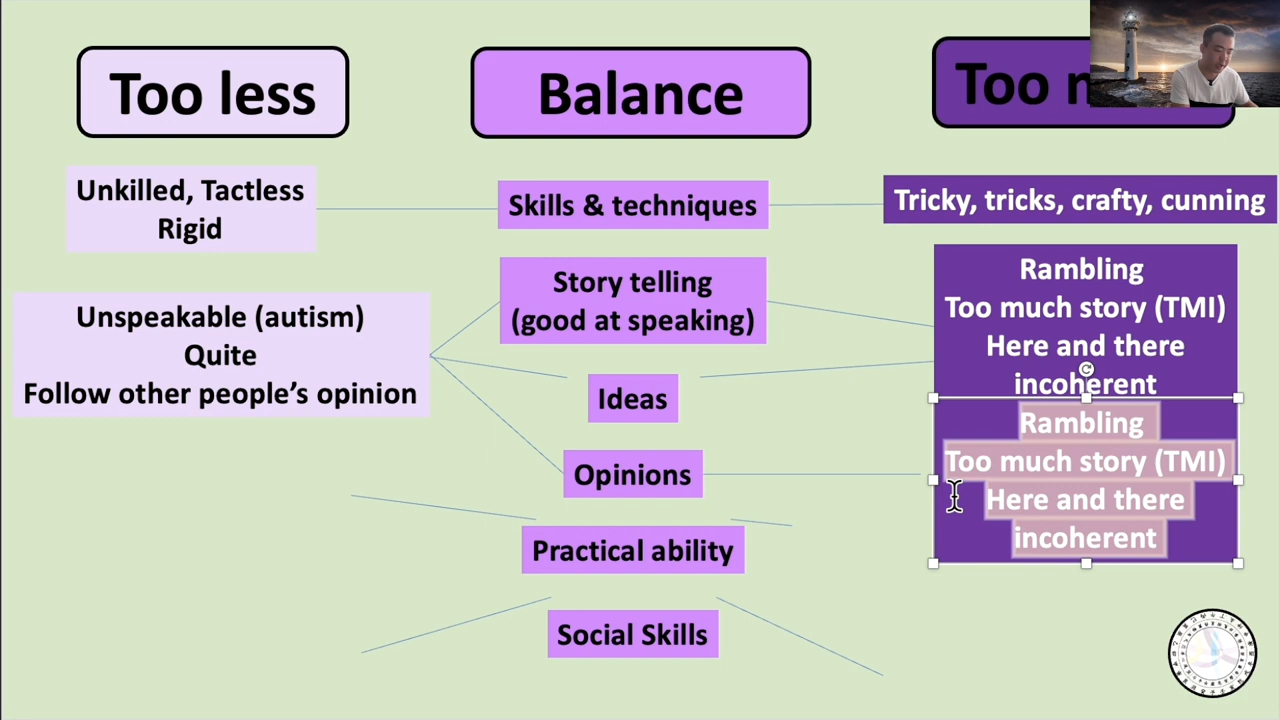 Too less
Balance
Too
Unkilled, Tactless
Rigid
Skills & techniques
Tricky, tricks, crafty, cunning
Unspeakable (autism)
Quite
Follow other people's opinion
Story telling
(good at speaking)
Ideas
Opinions
Practical ability
Social Skills
Rambling
Too much story (TMI)
Here and there
incoherent
Rambling
Too much story (TMI)
Here and there
incoherent